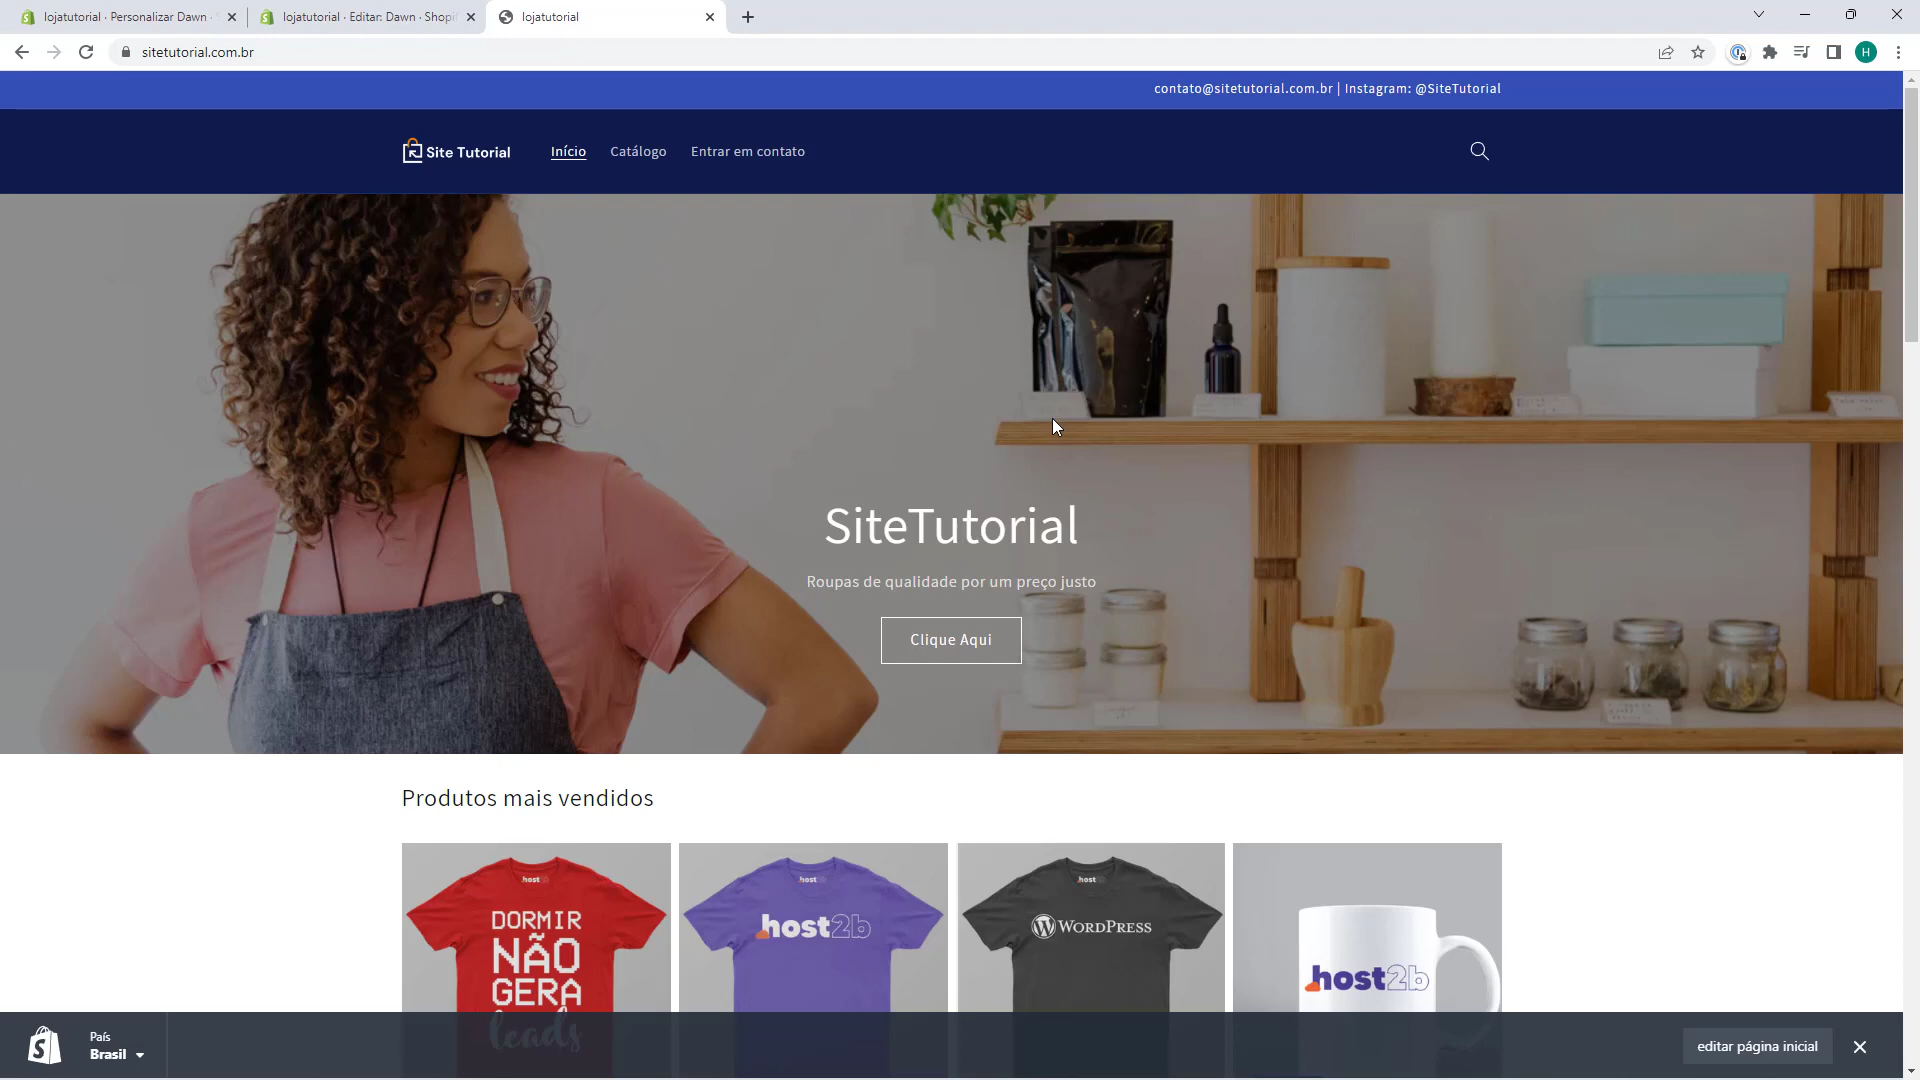 lojatutorial · Personalizar Dawn ·
lojatutorial · Editar: Dawn · Shopif
lojatutorial
sitetutorial.com.br
H
contato@sitetutorial.com.br | Instagram: @SiteTutorial
Site Tutorial
Início
Catálogo
Entrar em contato
SiteTutorial
Roupas de qualidade por um preço justo
Clique Aqui
Produtos mais vendidos
host
DORMIR
NÃO
GERA
leads
host
host2b
host
WORDPRESS
host2b
País
Brasil
editar página inicial